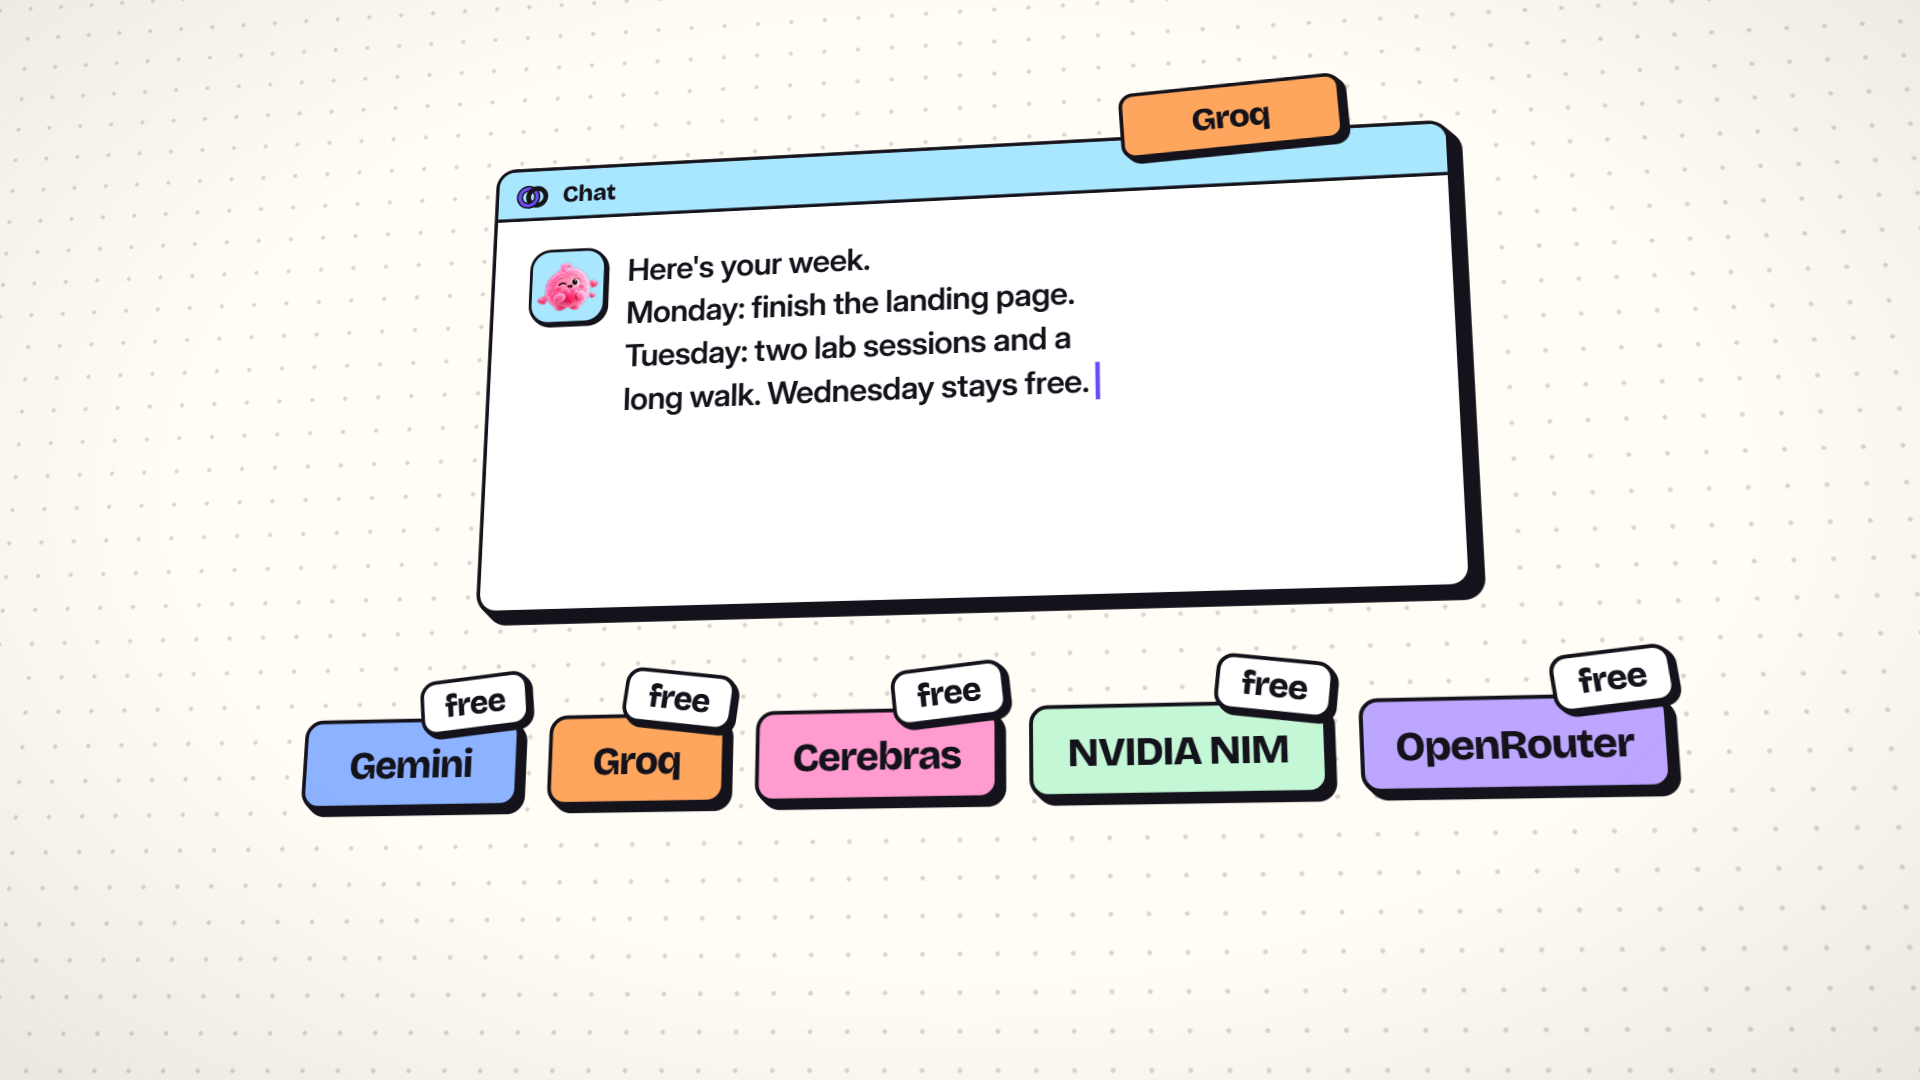 Groq
Chat
Here's your week.
Monday: finish the landing page.
Tuesday: two lab sessions and a
long walk. Wednesday stays free.
free
free
free
free
free
Gemini
Groq
Cerebras
NVIDIA NIM
OpenRouter